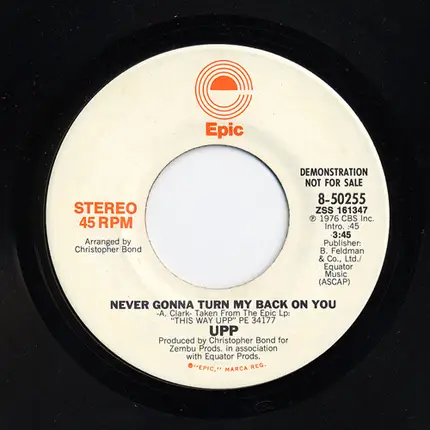 Epic
DEMONSTRATION
NOT FOR SALE
STEREO
45 RPM
8-50255
ZSS 161347
℗ 1976 CBS Inc.
Intro. :45
3:45
Publisher:
B. Feldman
& Co., Ltd./
Equator
Music
(ASCAP)
Arranged by
Christopher Bond
NEVER GONNA TURN MY BACK ON YOU
-A. Clark- Taken From The Epic Lp:
"THIS WAY UPP" PE 34177
UPP
Produced by Christopher Bond for
Zembu Prods. in association
with Equator Prods.
®"EPIC," MARCA REG.